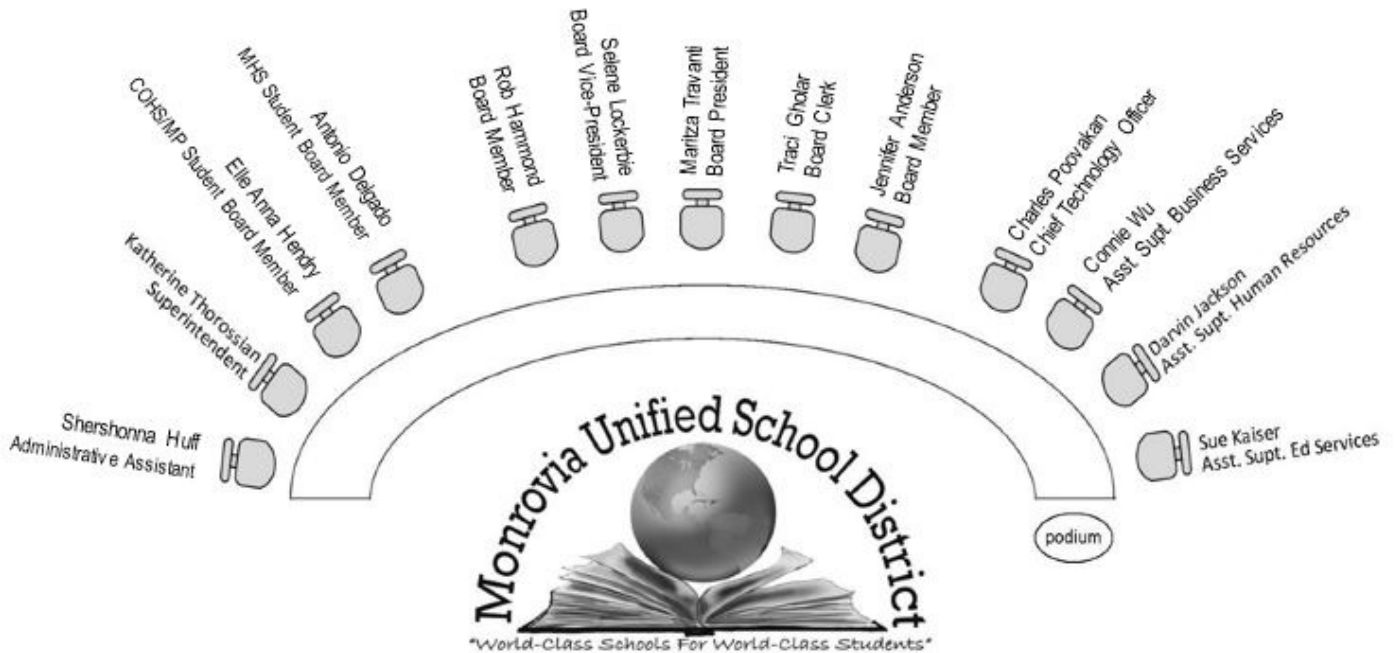 Shershonna Huff
Administrative Assistant
Katherine Thorossian
Superintendent
Elle Anna Hendry
COHS/MP Student Board Member
Antonio Delgado
MHS Student Board Member
Rob Hammond
Board Member
Selene Lockerbie
Board Vice-President
Maritza Travanti
Board President
Traci Gholar
Board Clerk
Jennifer Anderson
Board Member
Charles Poovakan
Chief Technology Officer
Connie Wu
Asst. Supt Business Services
Darvin Jackson
Asst. Supt. Human Resources
Sue Kaiser
Asst. Supt. Ed Services
podium
Monrovia Unified School District
"World-Class Schools For World-Class Students"